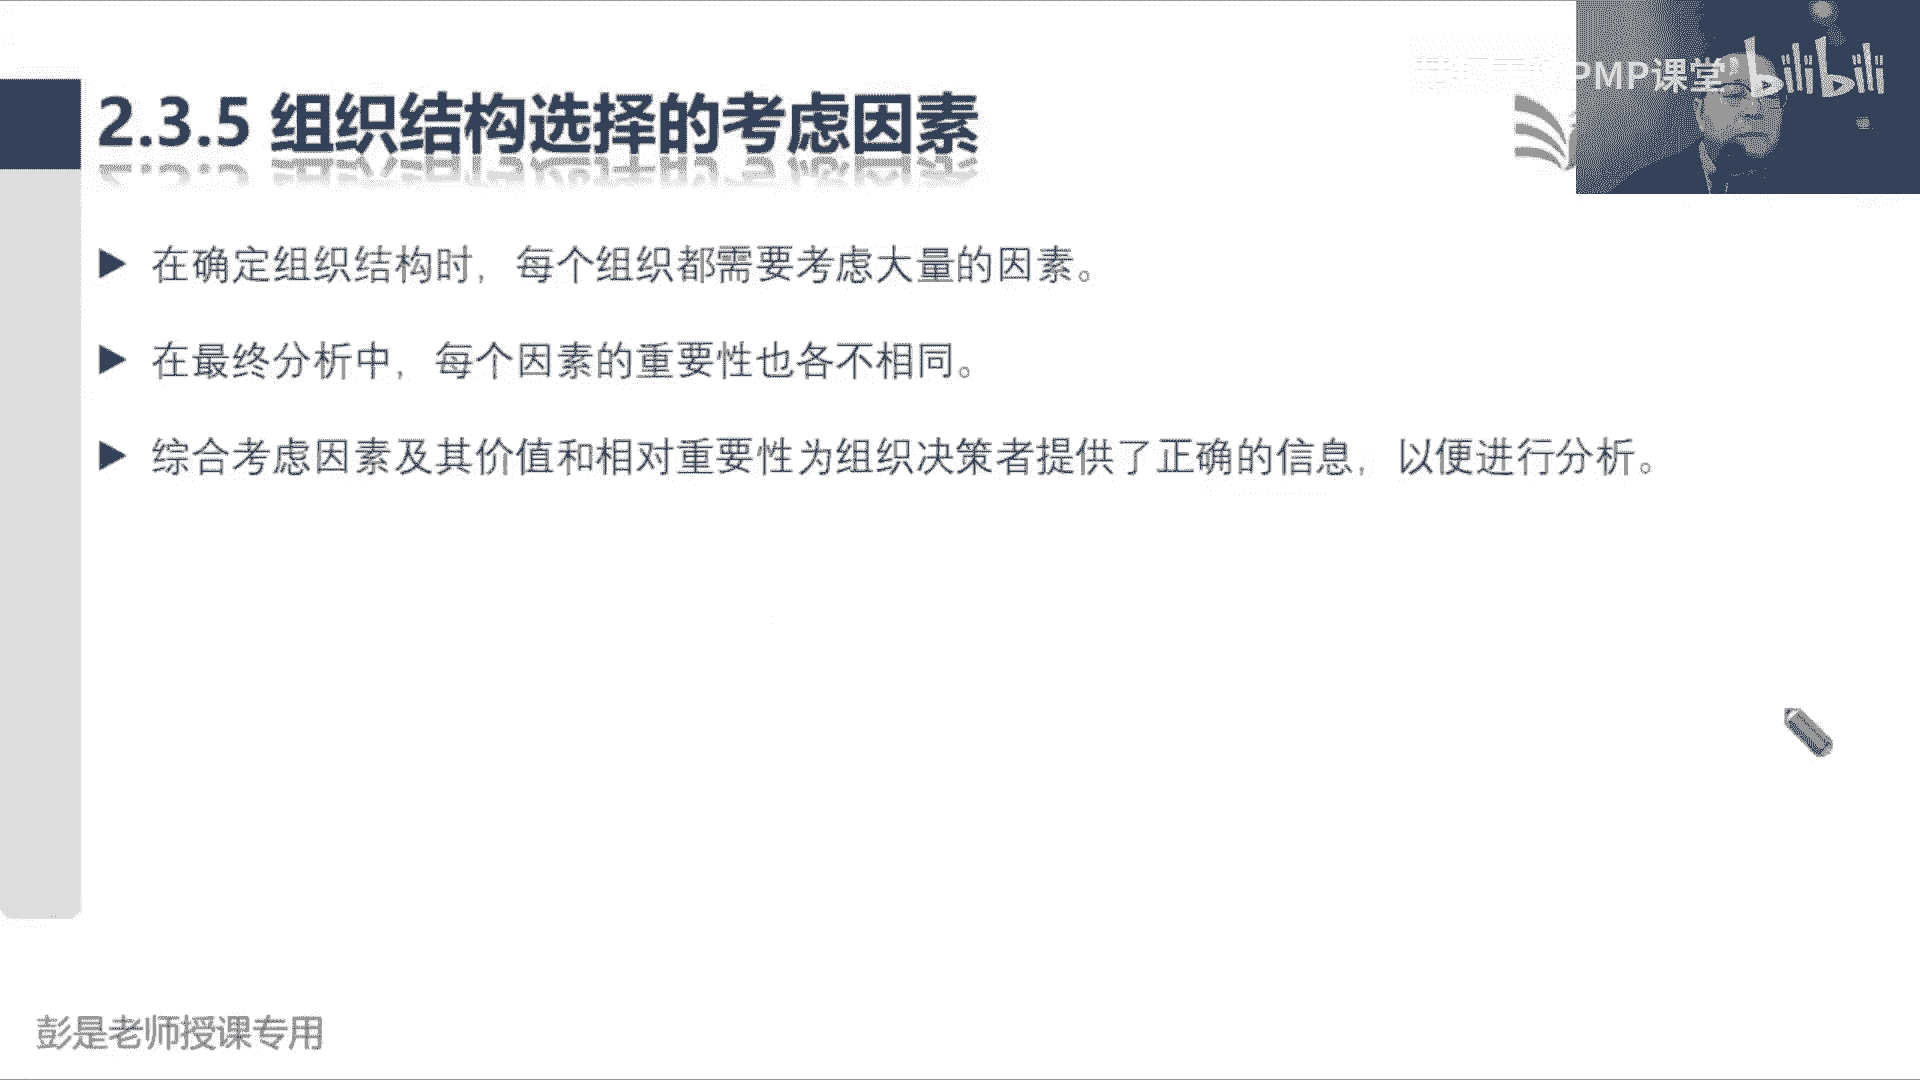 PMP课堂 bilibili
2.3.5 组织结构选择的考虑因素
▶ 在确定组织结构时，每个组织都需要考虑大量的因素。
▶ 在最终分析中，每个因素的重要性也各不相同。
▶ 综合考虑因素及其价值和相对重要性为组织决策者提供了正确的信息，以便进行分析。
彭是老师授课专用